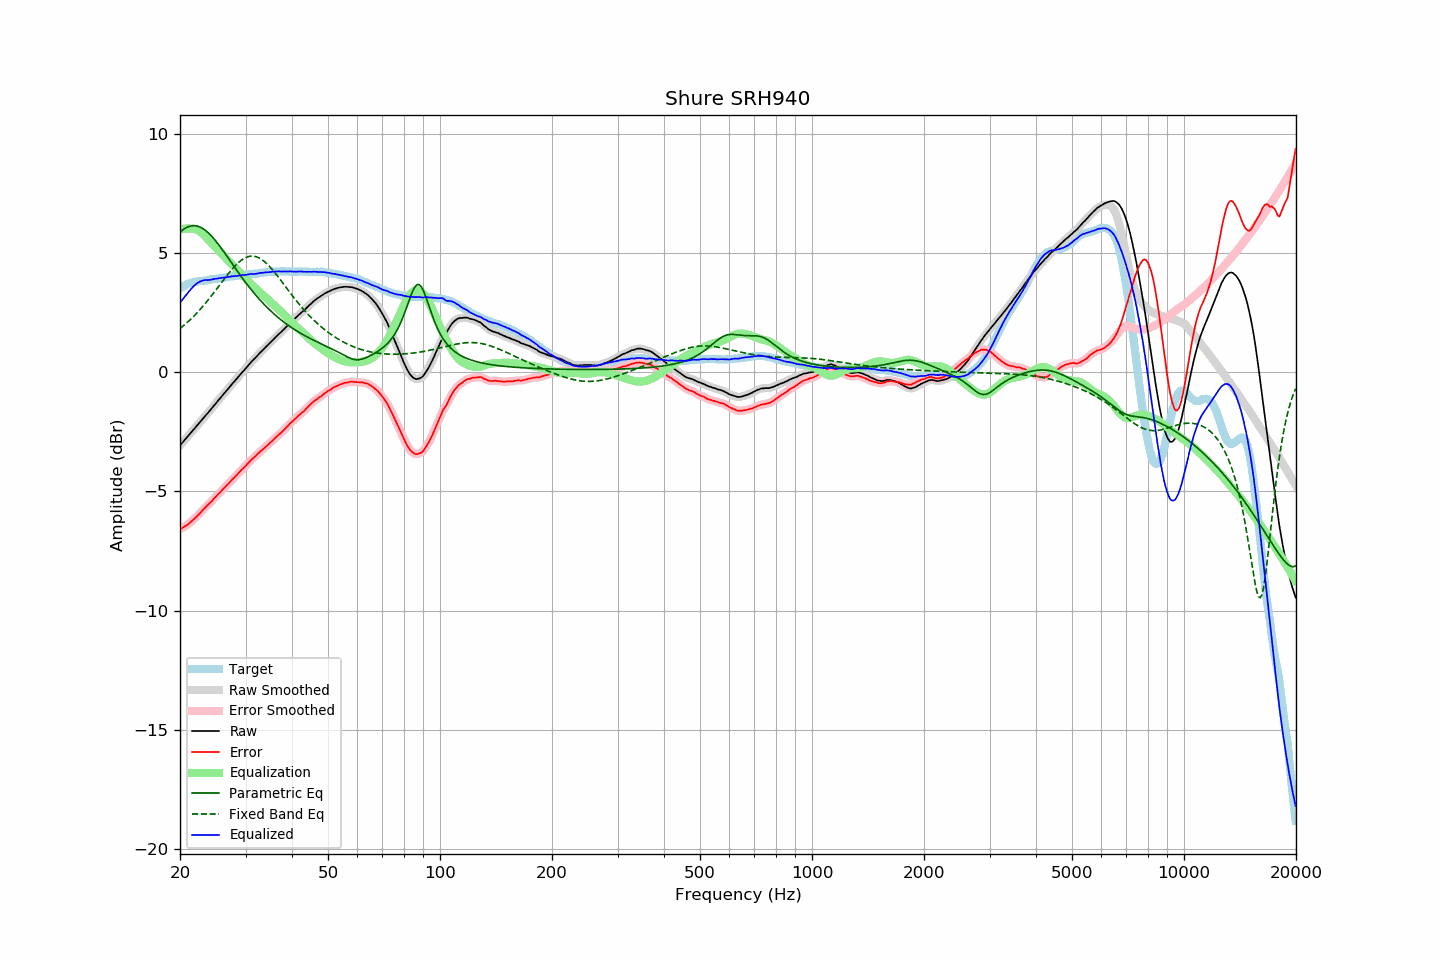 Shure SRH940
Amplitude (dBr)
10
5
0
−5
−10
−15
−20
Target
Raw Smoothed
Error Smoothed
Raw
Error
Equalization
Parametric Eq
Fixed Band Eq
Equalized
20 50 100 200 500 1000 2000 5000 10000 20000
Frequency (Hz)